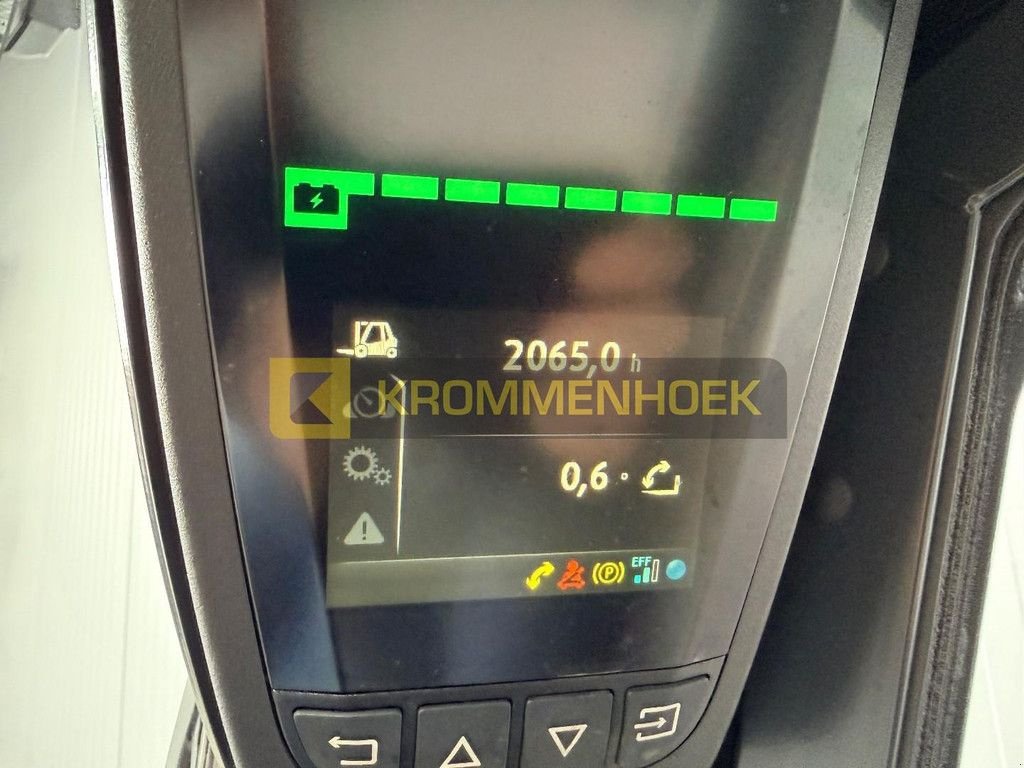 2065,0 h
KROMMENHOEK
0,6 °
P
EFF